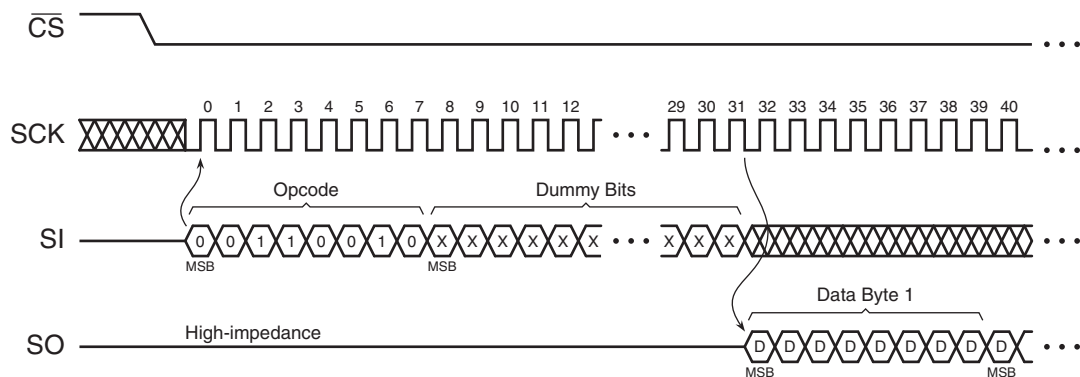 CS
0 1 2 3 4 5 6 7 8 9 10 11 12 29 30 31 32 33 34 35 36 37 38 39 40
SCK
Opcode Dummy Bits
SI 0 0 1 1 0 0 1 0 X X X X X X X X X
MSB MSB
High-impedance Data Byte 1
SO D D D D D D D D D
MSB MSB